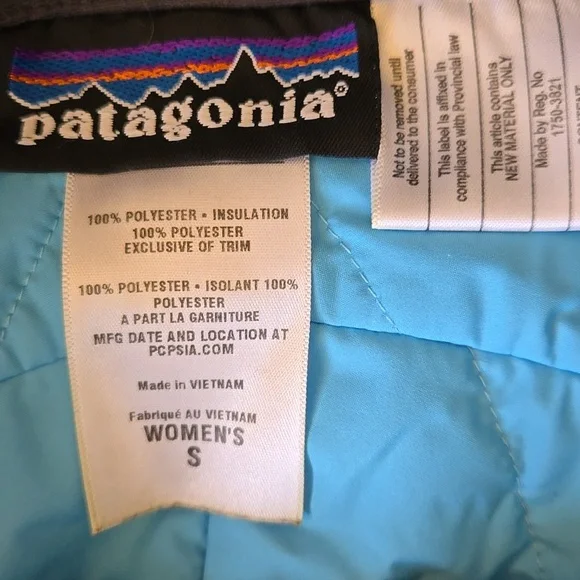 patagonia®
100% POLYESTER • INSULATION
100% POLYESTER
EXCLUSIVE OF TRIM
100% POLYESTER • ISOLANT 100%
POLYESTER
A PART LA GARNITURE
MFG DATE AND LOCATION AT
PCPSIA.COM
Made in VIETNAM
Fabriqué AU VIETNAM
WOMEN'S
S
Not to be removed until
delivered to the consumer
This label is affixed in
compliance with Provincial law
This article contains
NEW MATERIAL ONLY
Made by Reg. No
1750-3821